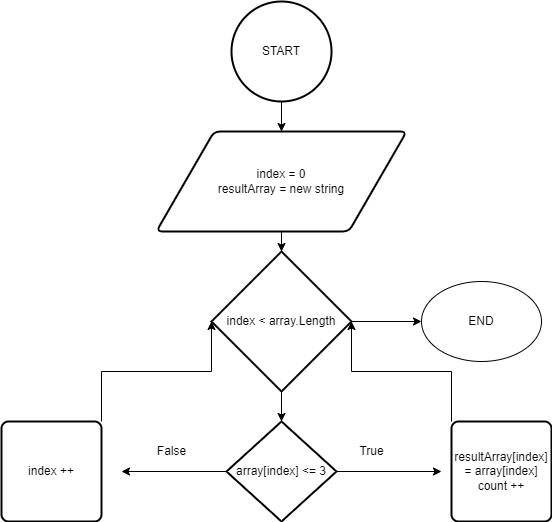 START
index = 0
resultArray = new string
index < array.Length
END
False
True
index ++
array[index] <= 3
resultArray[index]
= array[index]
count ++